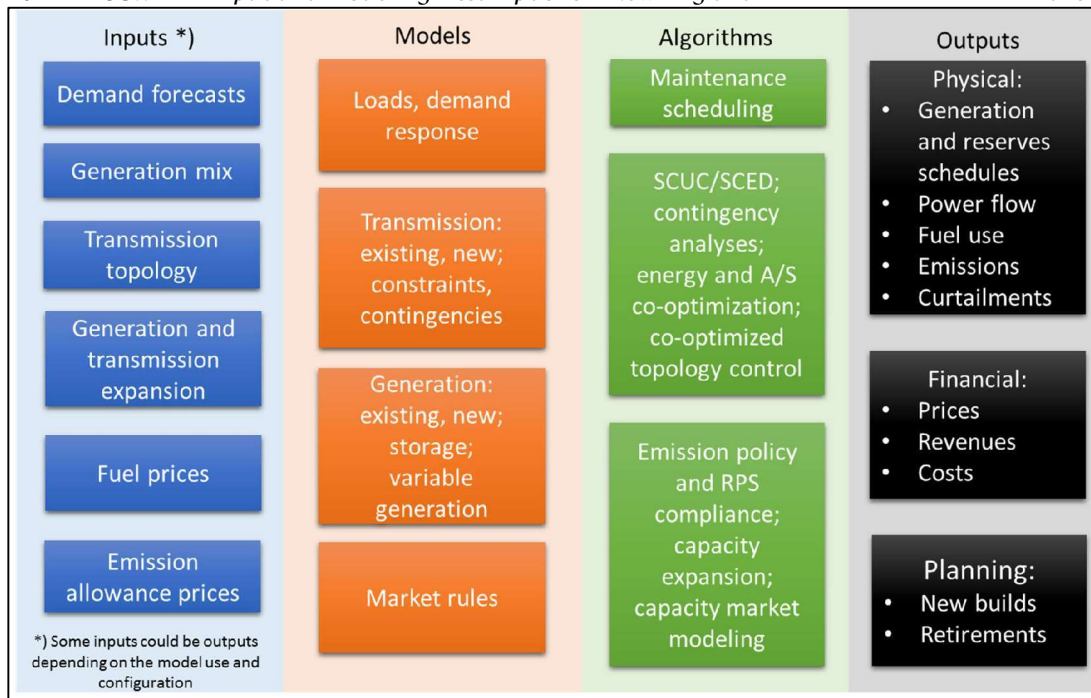 Inputs *)
Demand forecasts
Generation mix
Transmission
topology
Generation and
transmission
expansion
Fuel prices
Emission
allowance prices
*) Some inputs could be outputs
depending on the model use and
configuration
Models
Loads, demand
response
Transmission:
existing, new;
constraints,
contingencies
Generation:
existing, new;
storage;
variable
generation
Market rules
Algorithms
Maintenance
scheduling
SCUC/SCED;
contingency
analyses;
energy and A/S
co-optimization;
co-optimized
topology control
Emission policy
and RPS
compliance;
capacity
expansion;
capacity market
modeling
Outputs
Physical:
• Generation
and reserves
schedules
• Power flow
• Fuel use
• Emissions
• Curtailments
Financial:
• Prices
• Revenues
• Costs
Planning:
• New builds
• Retirements